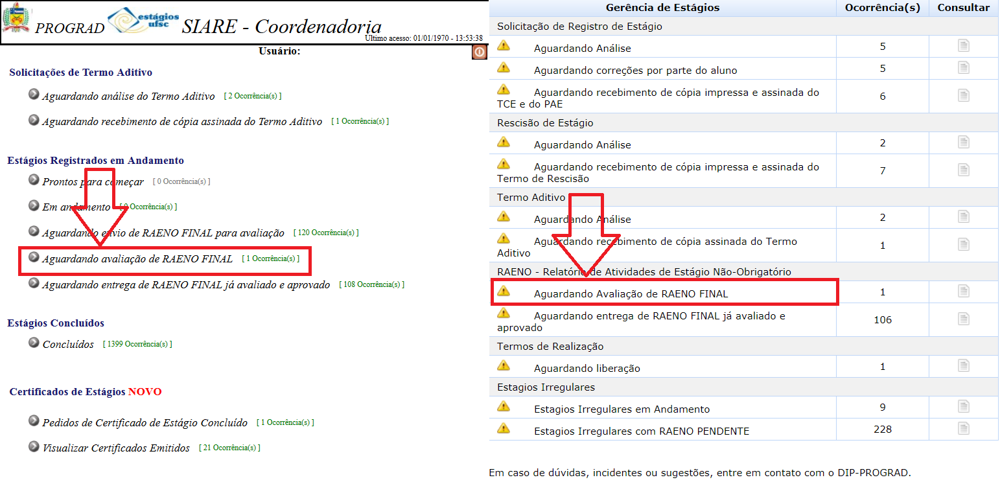 PROGRAD estágios ufsc SIARE - Coordenadoria
Último acesso: 01/01/1970 - 13:53:38
Usuário:
Solicitações de Termo Aditivo
Aguardando análise do Termo Aditivo [ 2 Ocorrência(s) ]
Aguardando recebimento de cópia assinada do Termo Aditivo [ 1 Ocorrência(s) ]
Estágios Registrados em Andamento
Prontos para começar [ 0 Ocorrência(s) ]
Em andamento Ocorrência(s) ]
Aguardando envio de RAENO FINAL para avaliação [ 120 Ocorrência(s) ]
Aguardando avaliação de RAENO FINAL [ 1 Ocorrência(s) ]
Aguardando entrega de RAENO FINAL já avaliado e aprovado [ 108 Ocorrência(s) ]
Estágios Concluídos
Concluídos [ 1399 Ocorrência(s) ]
Certificados de Estágios NOVO
Pedidos de Certificado de Estágio Concluído [ 1 Ocorrência(s) ]
Visualizar Certificados Emitidos [ 21 Ocorrência(s) ]
Gerência de Estágios Ocorrência(s) Consultar
Solicitação de Registro de Estágio
Aguardando Análise 5
Aguardando correções por parte do aluno 5
Aguardando recebimento de cópia impressa e assinada do
TCE e do PAE 6
Rescisão de Estágio
Aguardando Análise 2
Aguardando recebimento de cópia impressa e assinada do
Termo de Rescisão 7
Termo Aditivo
Aguardando Análise 2
Aguardando recebimento de cópia assinada do Termo
Aditivo 1
RAENO - Relatório de Atividades de Estágio Não-Obrigatório
Aguardando Avaliação de RAENO FINAL 1
Aguardando entrega de RAENO FINAL já avaliado e
aprovado 106
Termos de Realização
Aguardando liberação 1
Estagios Irregulares
Estagios Irregulares em Andamento 9
Estagios Irregulares com RAENO PENDENTE 228
Em caso de dúvidas, incidentes ou sugestões, entre em contato com o DIP-PROGRAD.